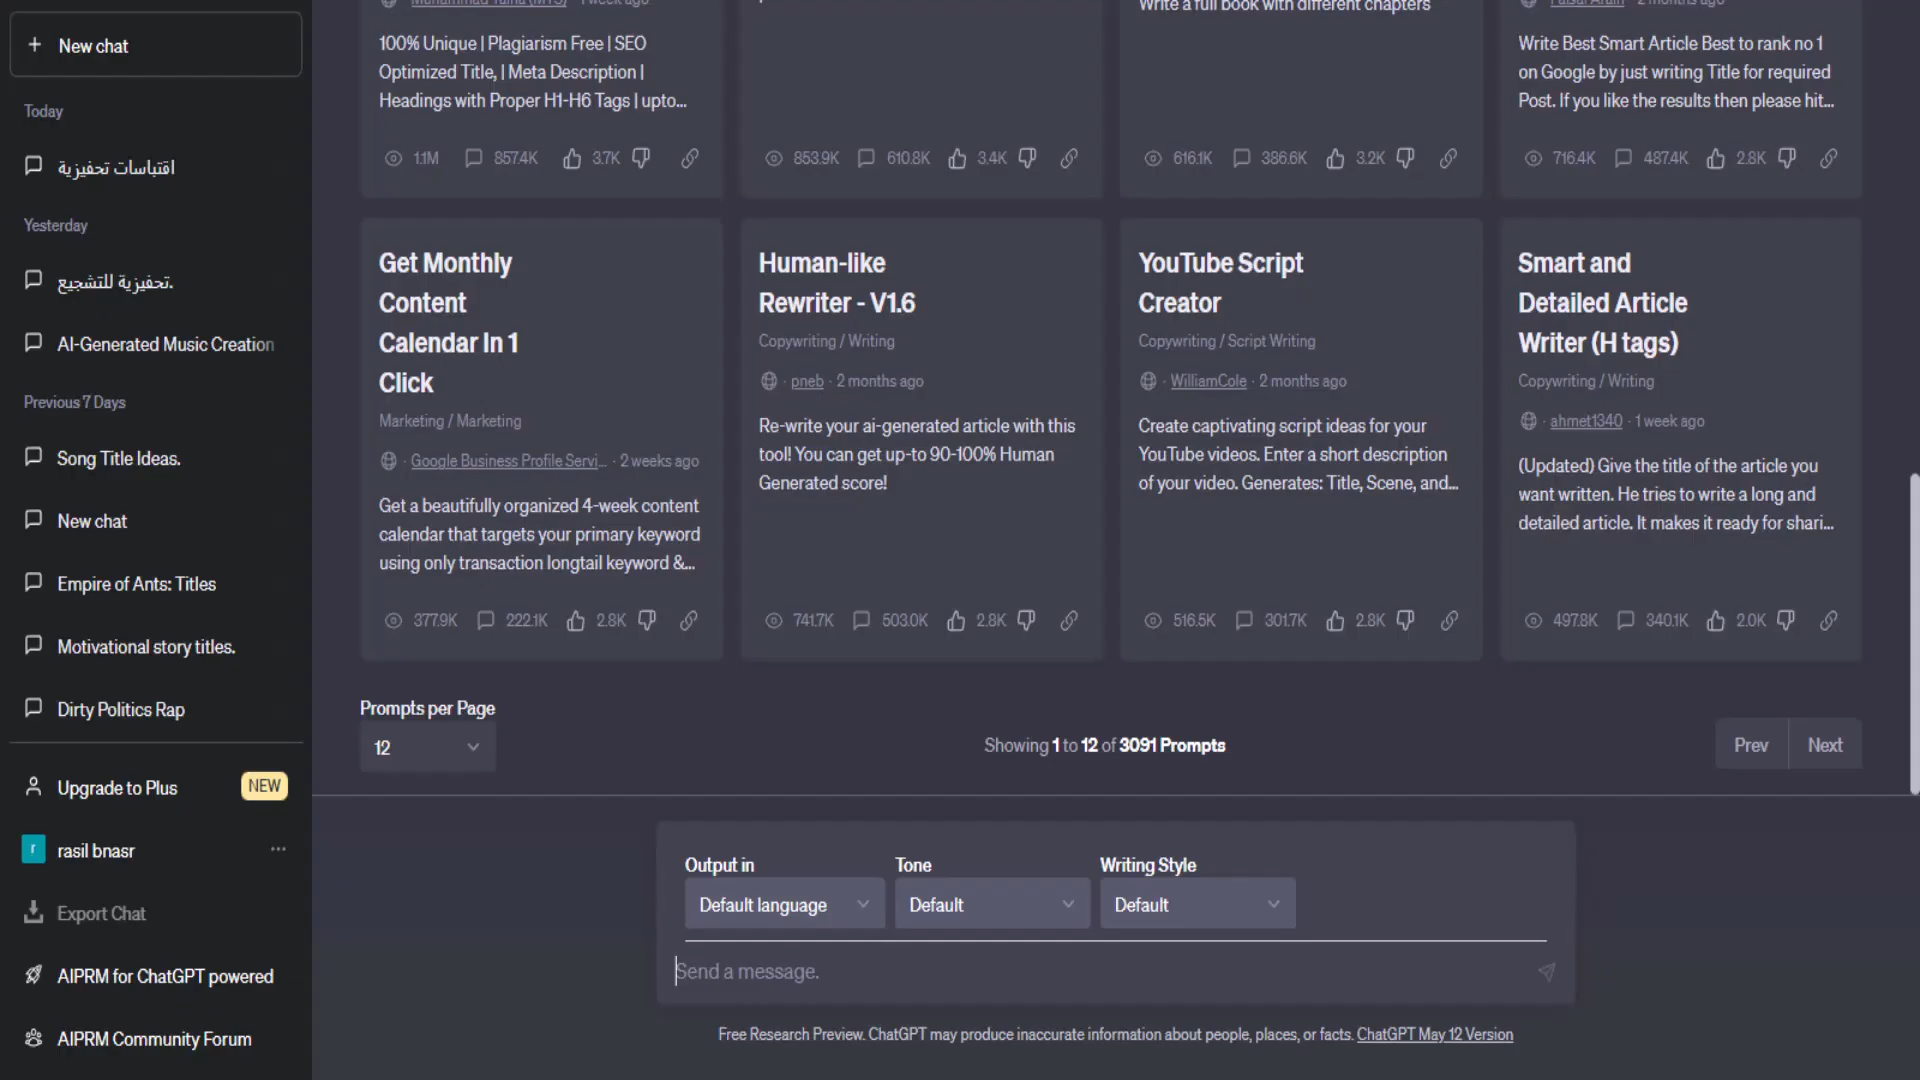 New chat
Today
اقتباسات تحفيزية
Yesterday
تحفيزية للتشجيع.
AI-Generated Music Creation
Previous 7 Days
Song Title Ideas.
New chat
Empire of Ants: Titles
Motivational story titles.
Dirty Politics Rap
Upgrade to Plus
NEW
r
rasil bnasr
Export Chat
AIPRM for ChatGPT powered
AIPRM Community Forum
100% Unique | Plagiarism Free | SEO
Optimized Title, | Meta Description |
Headings with Proper H1-H6 Tags | upto...
1.1M 857.4K 3.7K
853.9K 610.8K 3.4K
Write a full book with different chapters
616.1K 386.6K 3.2K
Write Best Smart Article Best to rank no 1
on Google by just writing Title for required
Post. If you like the results then please hit...
716.4K 487.4K 2.8K
Get Monthly
Content
Calendar In 1
Click
Marketing / Marketing
· Google Business Profile Servi... · 2 weeks ago
Get a beautifully organized 4-week content
calendar that targets your primary keyword
using only transaction longtail keyword &...
377.9K 222.1K 2.8K
Human-like
Rewriter - V1.6
Copywriting / Writing
· pneb · 2 months ago
Re-write your ai-generated article with this
tool! You can get up-to 90-100% Human
Generated score!
741.7K 503.0K 2.8K
YouTube Script
Creator
Copywriting / Script Writing
· WilliamCole · 2 months ago
Create captivating script ideas for your
YouTube videos. Enter a short description
of your video. Generates: Title, Scene, and...
516.5K 301.7K 2.8K
Smart and
Detailed Article
Writer (H tags)
Copywriting / Writing
· ahmet1340 · 1 week ago
(Updated) Give the title of the article you
want written. He tries to write a long and
detailed article. It makes it ready for shari...
497.8K 340.1K 2.0K
Prompts per Page
12
Showing 1 to 12 of 3091 Prompts
Prev Next
Output in Tone Writing Style
Default language Default Default
Send a message.
Free Research Preview. ChatGPT may produce inaccurate information about people, places, or facts. ChatGPT May 12 Version